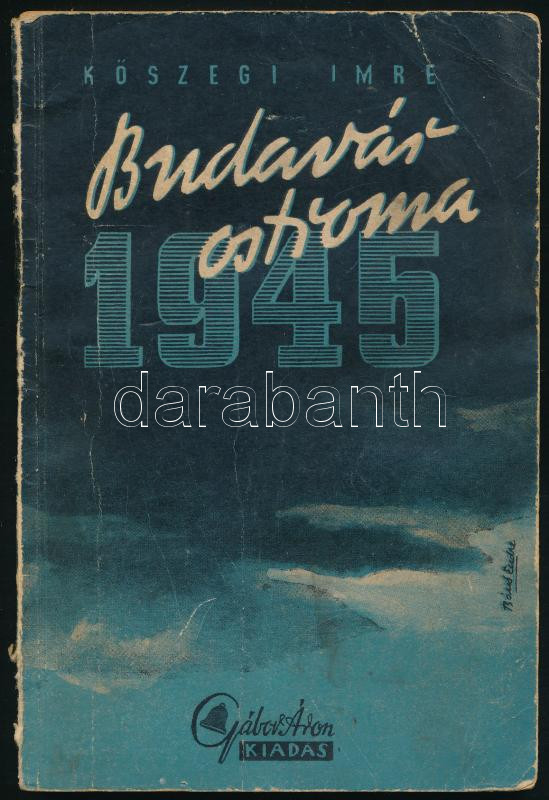 KŐSZEGI IMRE
Budavár
ostroma
1945
darabanth
Gábor Áron
KIADÁS